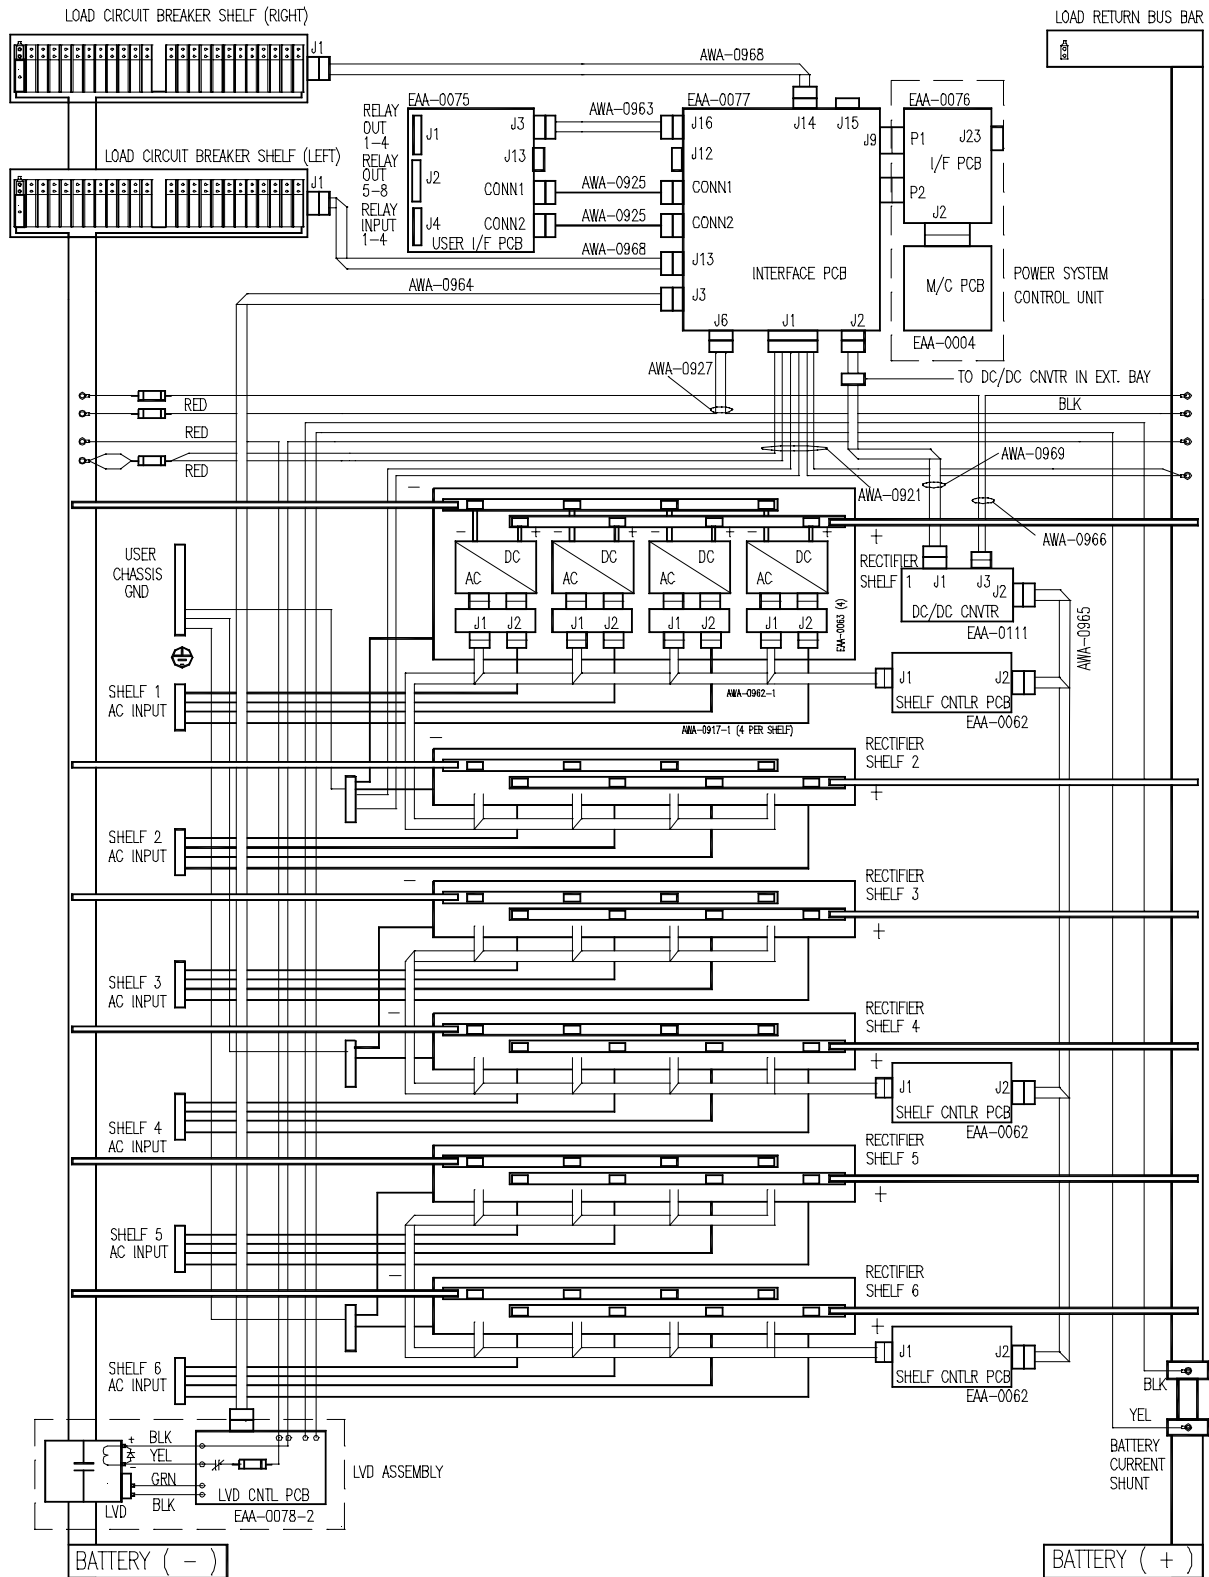 LOAD CIRCUIT BREAKER SHELF (RIGHT)
LOAD RETURN BUS BAR
J1
AWA-0968
EAA-0075
AWA-0963
EAA-0077
EAA-0076
RELAY
OUT
1-4
J1
J3
J16
J14
J15
J9
P1
J23
I/F PCB
LOAD CIRCUIT BREAKER SHELF (LEFT)
RELAY
OUT
5-8
J13
J12
J1
J2
CONN1
AWA-0925
CONN1
P2
RELAY
INPUT
1-4
J4
CONN2
AWA-0925
CONN2
J2
USER I/F PCB
AWA-0968
J13
INTERFACE PCB
M/C PCB
POWER SYSTEM
CONTROL UNIT
AWA-0964
J3
J6
J1
J2
EAA-0004
AWA-0927
TO DC/DC CNVTR IN EXT. BAY
RED
BLK
RED
RED
AWA-0969
AWA-0921
AWA-0966
−
+
− + − + − + − +
USER
CHASSIS
GND
DC
AC
DC
AC
DC
AC
DC
AC
RECTIFIER
SHELF 1
J1
J3
J2
DC/DC CNVTR
EAA-0111
J1 J2
J1 J2
J1 J2
J1 J2
EAA-0063 (4)
AWA-0965
SHELF 1
AC INPUT
AWA-0962-1
J1
J2
SHELF CNTLR PCB
EAA-0062
AWA-0917-1 (4 PER SHELF)
−
RECTIFIER
SHELF 2
+
SHELF 2
AC INPUT
−
RECTIFIER
SHELF 3
+
SHELF 3
AC INPUT
−
RECTIFIER
SHELF 4
+
J1
J2
SHELF CNTLR PCB
EAA-0062
SHELF 4
AC INPUT
RECTIFIER
SHELF 5
+
SHELF 5
AC INPUT
−
RECTIFIER
SHELF 6
+
J1
J2
SHELF CNTLR PCB
EAA-0062
SHELF 6
AC INPUT
BLK
YEL
BATTERY
CURRENT
SHUNT
+
BLK
YEL
−
GRN
BLK
LVD
LVD CNTL PCB
EAA-0078-2
LVD ASSEMBLY
BATTERY ( − )
BATTERY ( + )